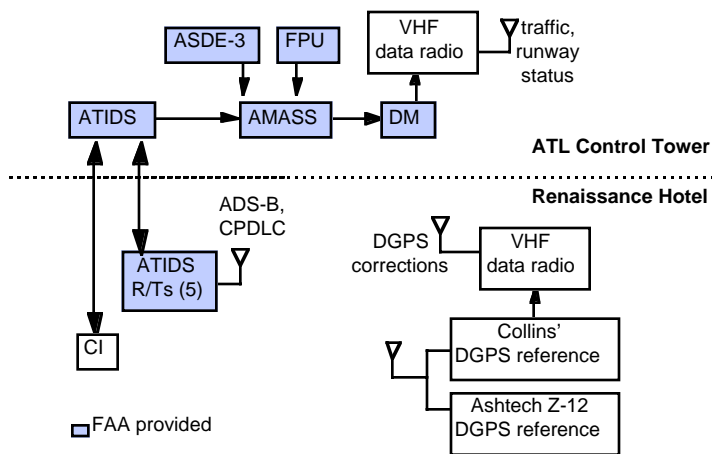 ASDE-3
FPU
VHF
data radio
traffic,
runway
status
ATIDS
AMASS
DM
ATL Control Tower
Renaissance Hotel
ADS-B,
CPDLC
ATIDS
R/Ts (5)
CI
DGPS
corrections
VHF
data radio
Collins'
DGPS reference
Ashtech Z-12
DGPS reference
FAA provided